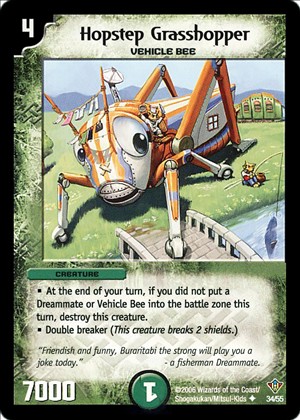 4
Hopstep Grasshopper
VEHICLE BEE
CREATURE
▪ At the end of your turn, if you did not put a
Dreammate or Vehicle Bee into the battle zone this
turn, destroy this creature.
▪ Double breaker (This creature breaks 2 shields.)
"Friendish and funny, Buraritabi the strong will play you a
joke today." - a fisherman Dreammate.
7000
1
©2006 Wizards of the Coast/
Shogakukan/Mitsui-Kids
34/55